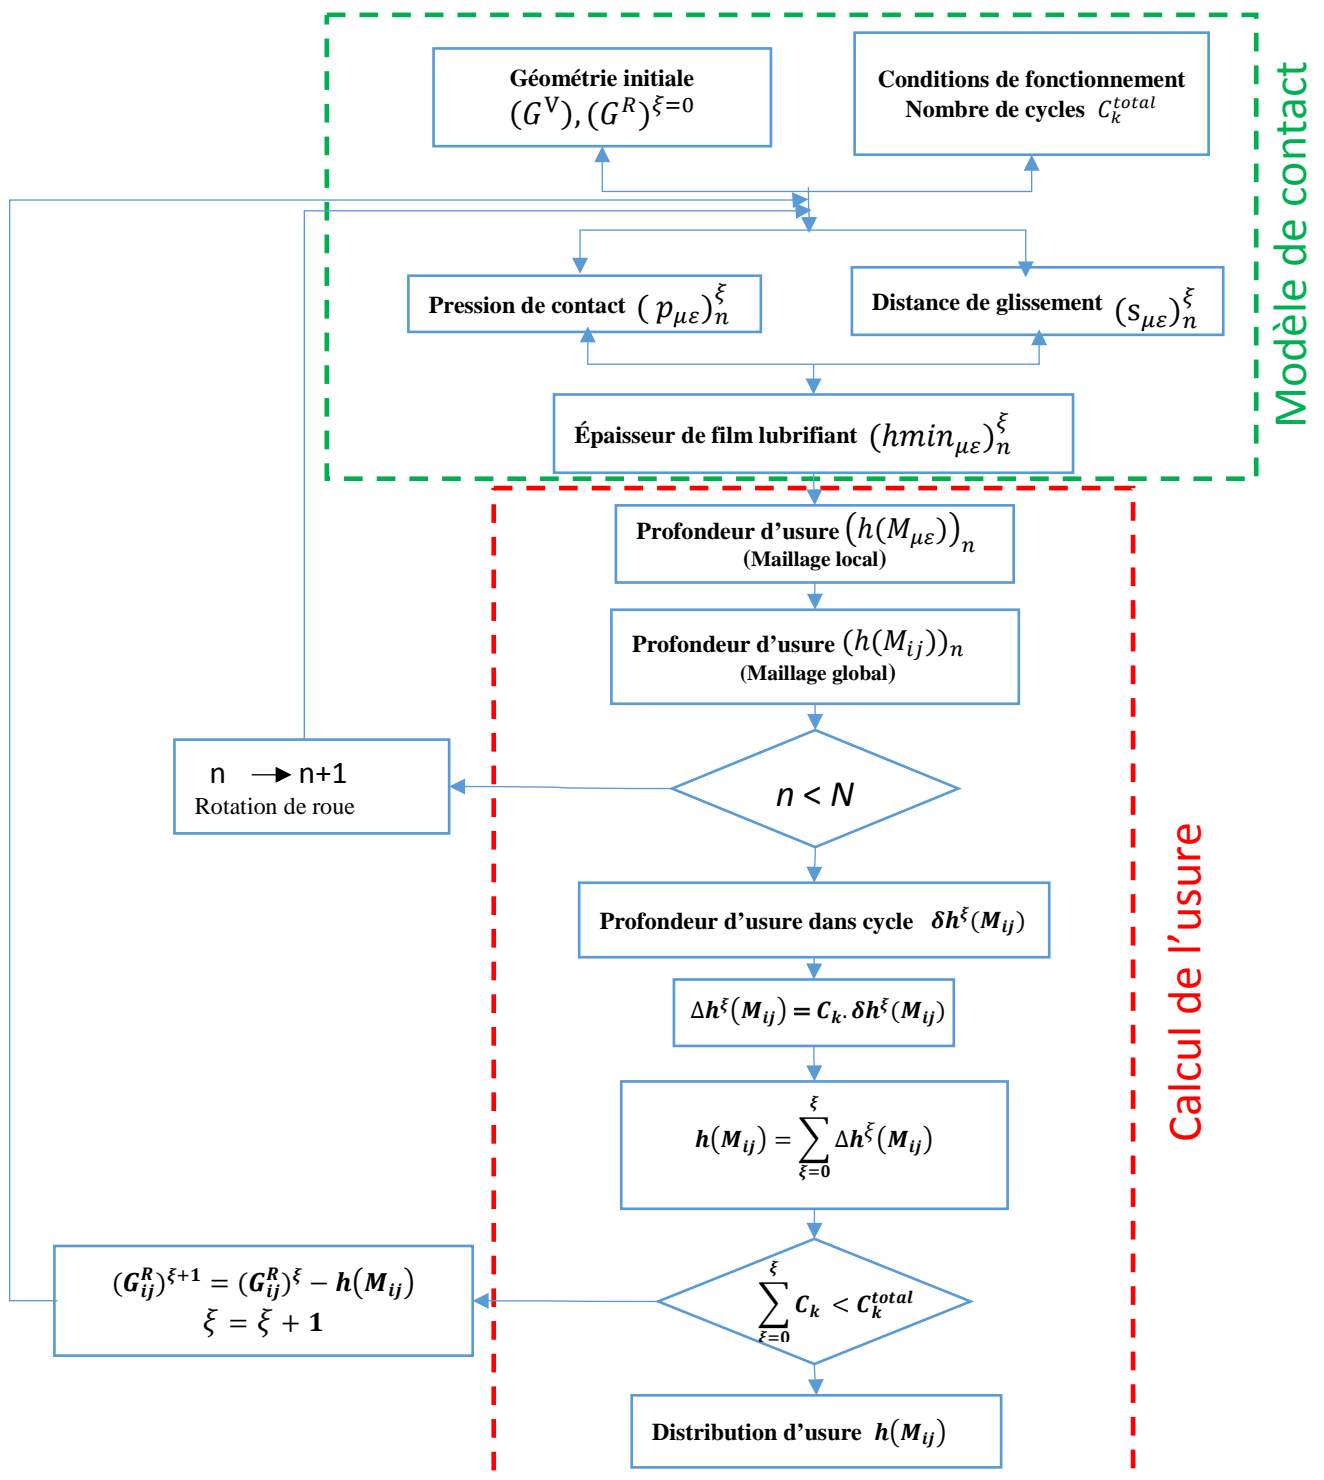 Géométrie initiale
(G^V), (G^R)^{ξ=0}
Conditions de fonctionnement
Nombre de cycles C_k^{total}
Modèle de contact
Pression de contact (p_{με})_n^ξ
Distance de glissement (s_{με})_n^ξ
Épaisseur de film lubrifiant (hmin_{με})_n^ξ
Profondeur d’usure (h(M_{με}))_n
(Maillage local)
Profondeur d’usure (h(M_{ij}))_n
(Maillage global)
n → n+1
Rotation de roue
n < N
Calcul de l’usure
Profondeur d’usure dans cycle δh^ξ(M_{ij})
Δh^ξ(M_{ij}) = C_k. δh^ξ(M_{ij})
h(M_{ij}) = ∑_{ξ=0}^{ξ} Δh^ξ(M_{ij})
(G_{ij}^R)^{ξ+1} = (G_{ij}^R)^ξ − h(M_{ij})
ξ = ξ + 1
∑_{ξ=0}^{ξ} C_k < C_k^{total}
Distribution d’usure h(M_{ij})